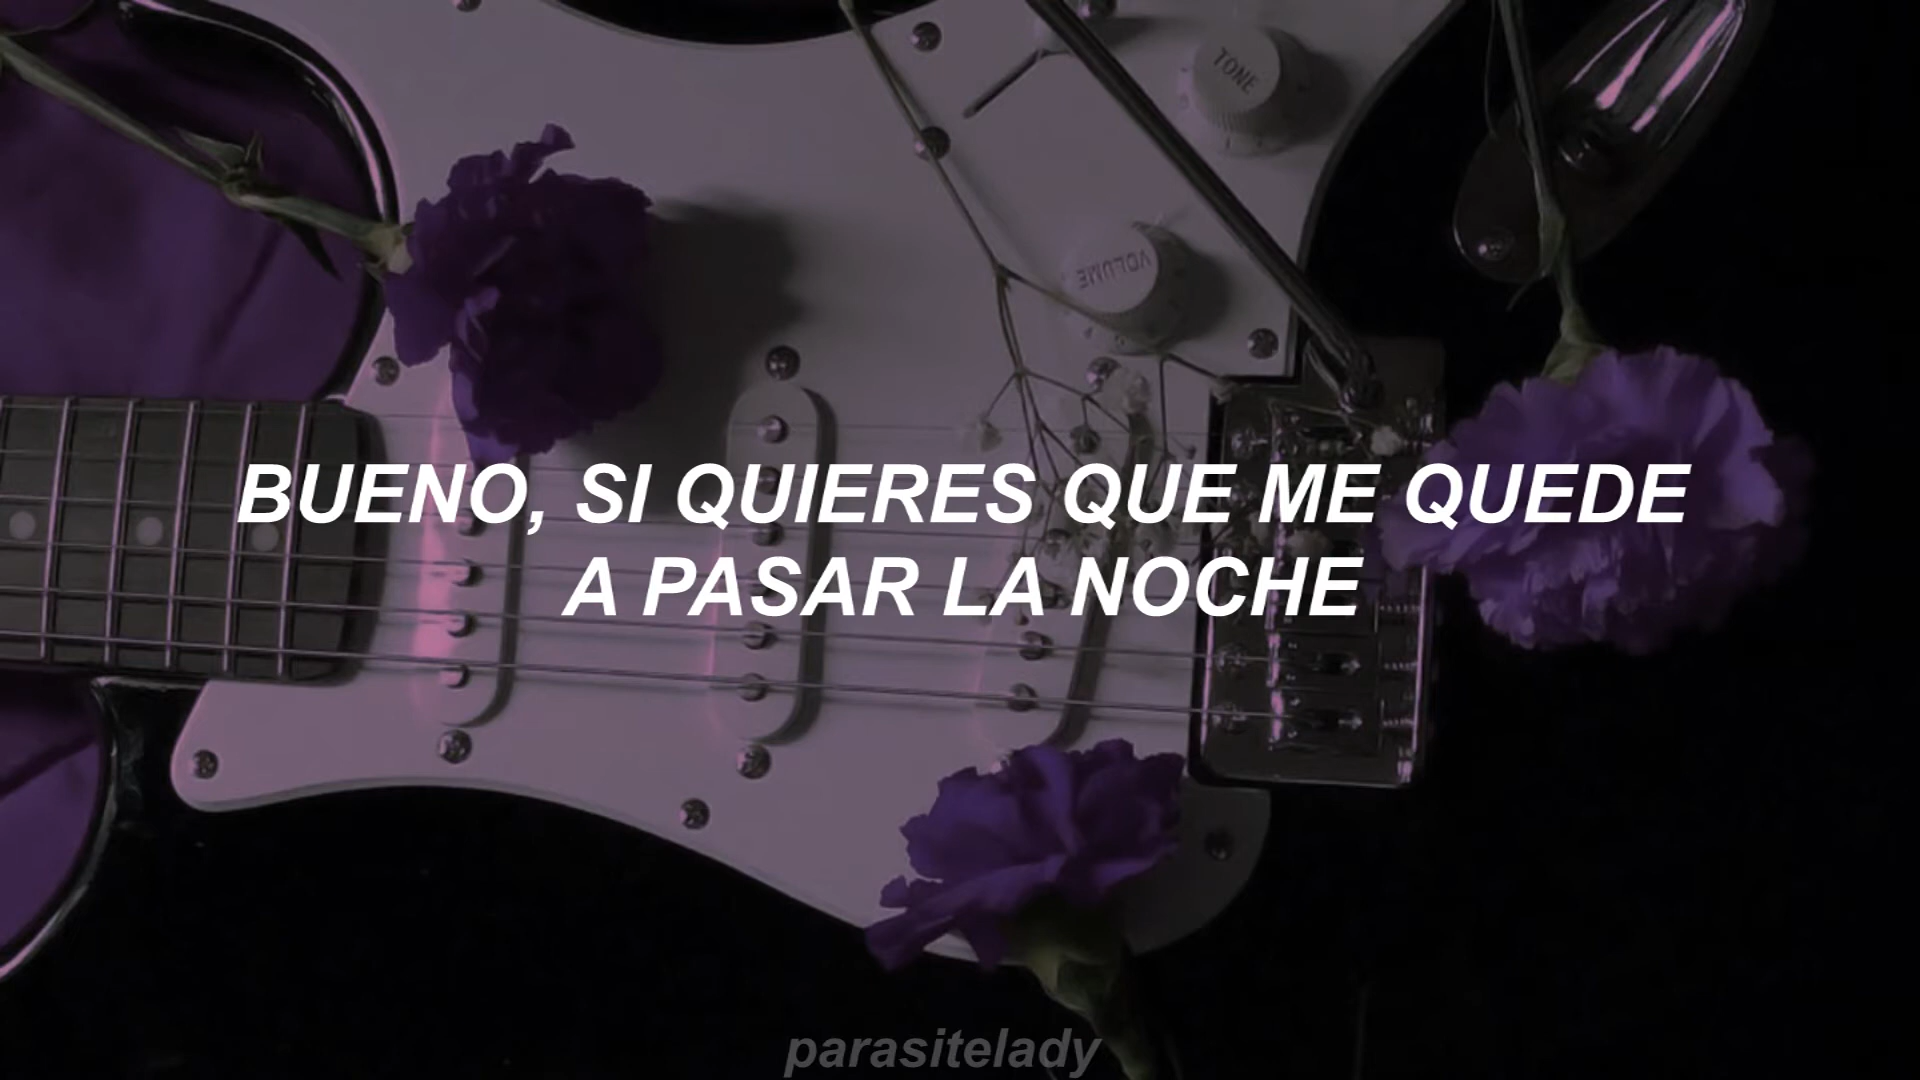 TONE
VOLUME
BUENO, SI QUIERES QUE ME QUEDE
A PASAR LA NOCHE
parasitelady